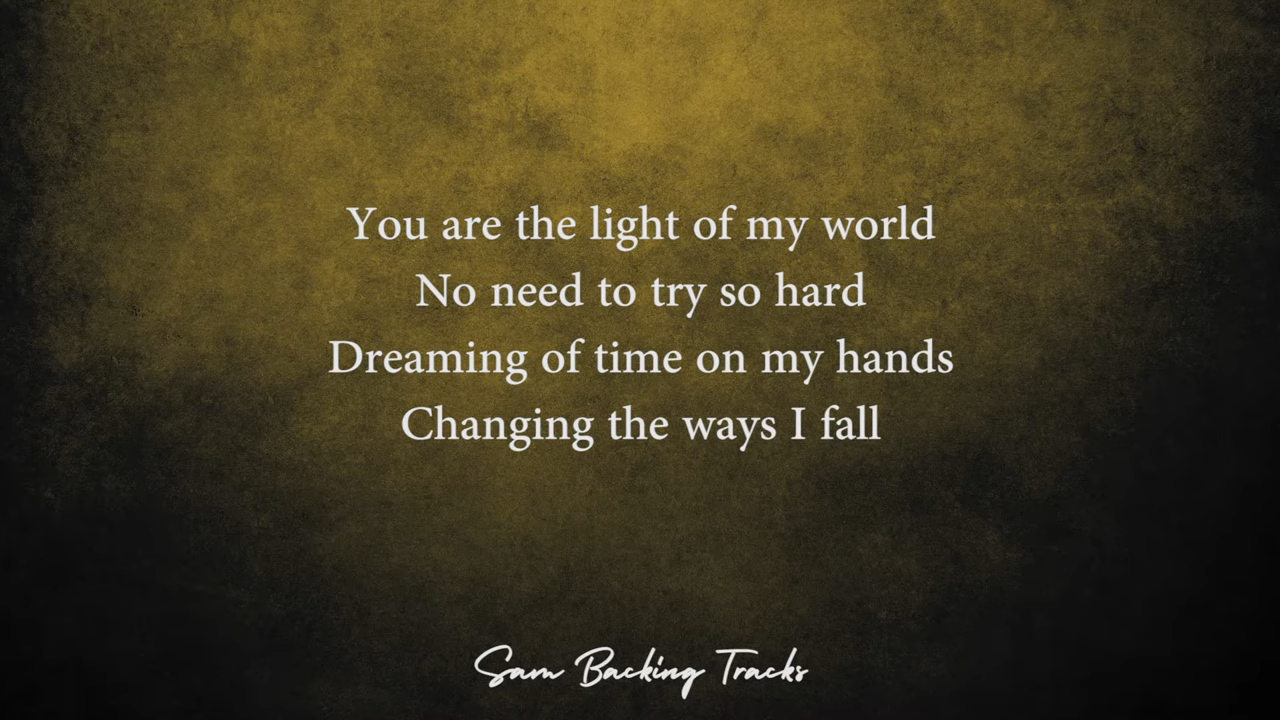 You are the light of my world
No need to try so hard
Dreaming of time on my hands
Changing the ways I fall
Sam Backing Tracks